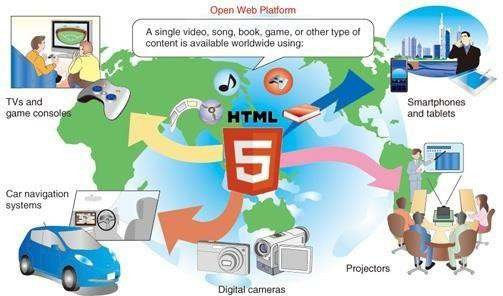 Open Web Platform
A single video, song, book, game, or other type of
content is available worldwide using:
TVs and
game consoles
HTML
5
Smartphones
and tablets
Car navigation
systems
Digital cameras
Projectors